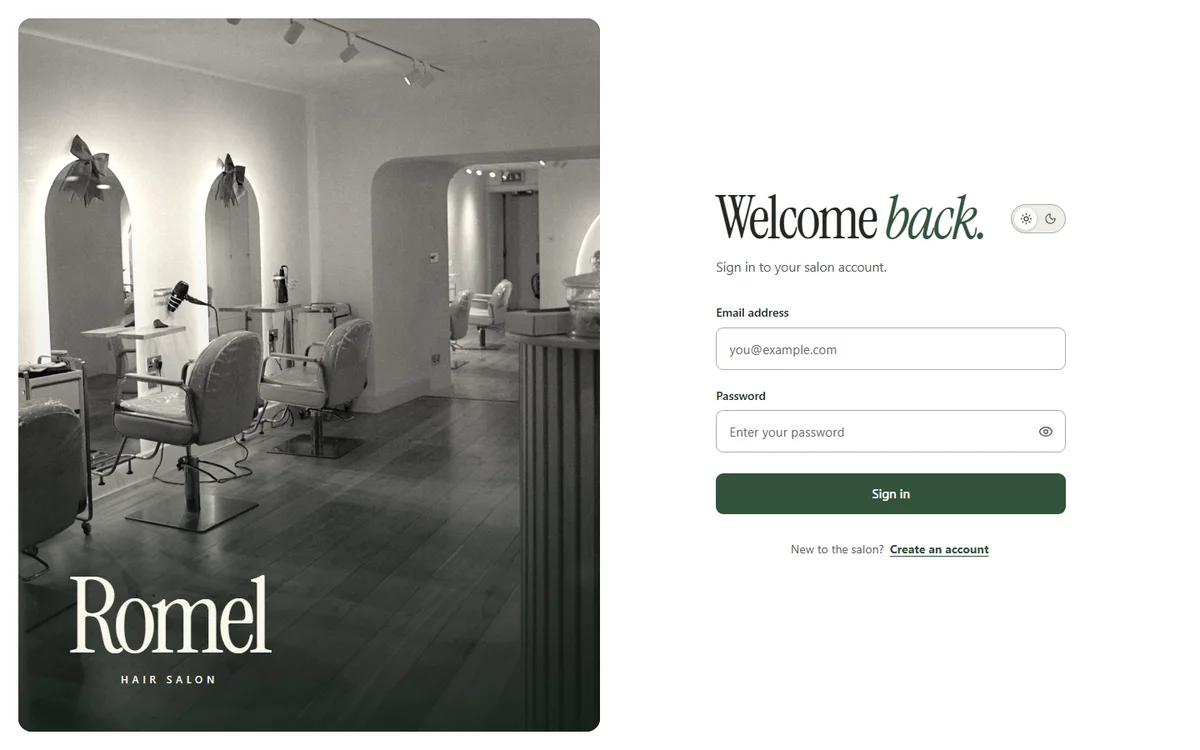 Romel
HAIR SALON
Welcome back.
Sign in to your salon account.
Email address
you@example.com
Password
Enter your password
Sign in
New to the salon? Create an account